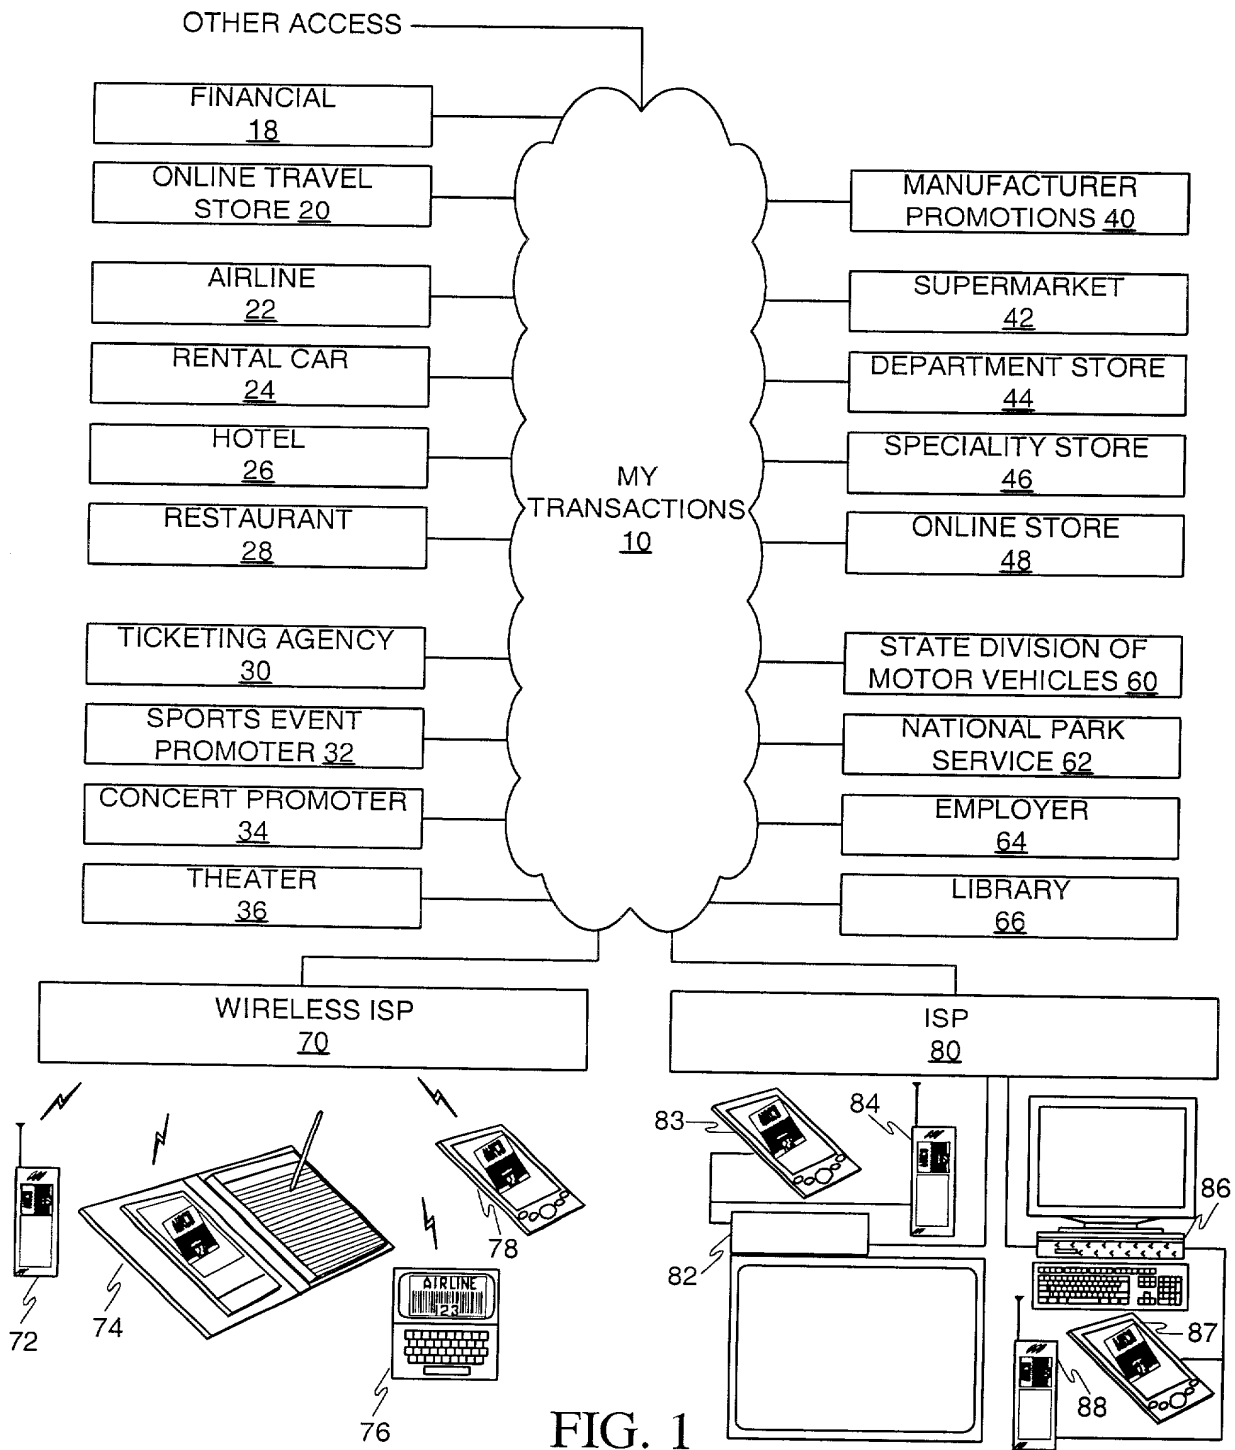 OTHER ACCESS
FINANCIAL
18
ONLINE TRAVEL
STORE 20
AIRLINE
22
RENTAL CAR
24
HOTEL
26
RESTAURANT
28
TICKETING AGENCY
30
SPORTS EVENT
PROMOTER 32
CONCERT PROMOTER
34
THEATER
36
MY
TRANSACTIONS
10
MANUFACTURER
PROMOTIONS 40
SUPERMARKET
42
DEPARTMENT STORE
44
SPECIALITY STORE
46
ONLINE STORE
48
STATE DIVISION OF
MOTOR VEHICLES 60
NATIONAL PARK
SERVICE 62
EMPLOYER
64
LIBRARY
66
WIRELESS ISP
70
ISP
80
72
74
AIRLINE
123
76
78
83
84
82
86
87
88
FIG. 1